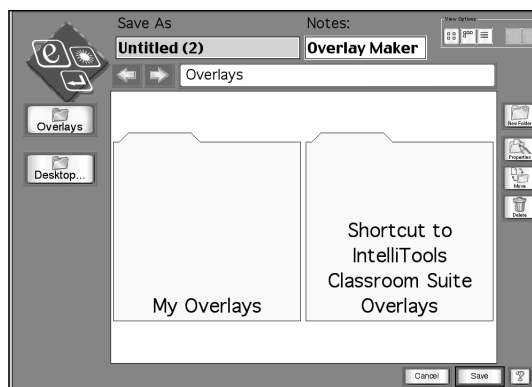 Save As
Notes:
View Options:
Untitled (2)
Overlay Maker
Overlays
Overlays
Desktop...
New Folder
Properties
Move
Delete
My Overlays
Shortcut to
IntelliTools
Classroom Suite
Overlays
Cancel
Save
?